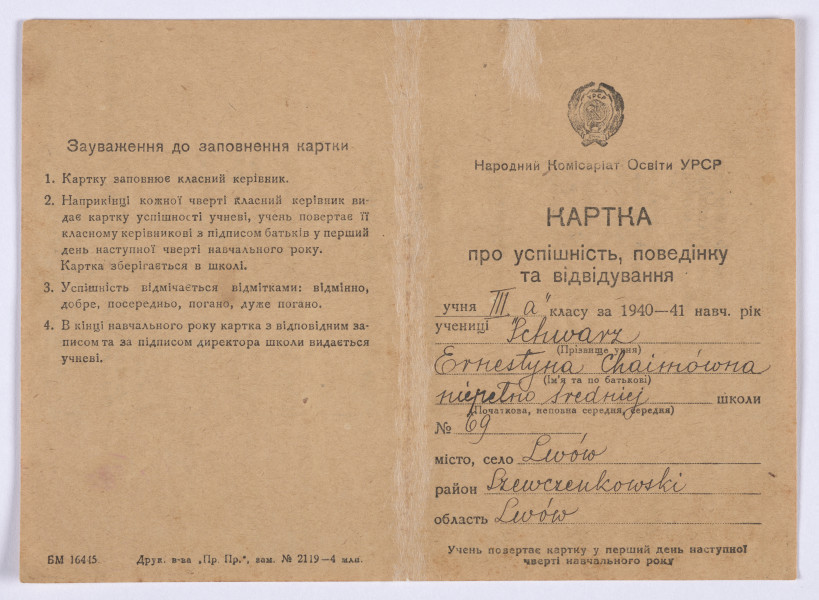 Зауваження до заповнення картки
1. Картку заповнює класний керівник.
2. Наприкінці кожної чверті класний керівник ви-
дає картку успішності учневі, учень повертає її
класному керівникові з підписом батьків у перший
день наступної чверті навчального року.
Картка зберігається в школі.
3. Успішність відмічається відмітками: відмінно,
добре, посередньо, погано, дуже погано.
4. В кінці навчального року картка з відповідним за-
писом та за підписом директора школи видається
учневі.
БМ 16445. Друк. в-ва „Пр. Пр.", зам. № 2119—4 млн.
УРСР
Народний Комісаріат Освіти УРСР
КАРТКА
про успішність, поведінку
та відвідування
учня III „a" класу за 1940—41 навч. рік
учениці Schwarz
(Прізвище учня)
Ernestyna Chaimówna
(Ім'я та по батькові)
niepełno średniej школи
(Початкова, неповна середня, середня)
№ 69
місто, село Lwów
район Szewczenkowski
область Lwów
Учень повертає картку у перший день наступної
чверті навчального року